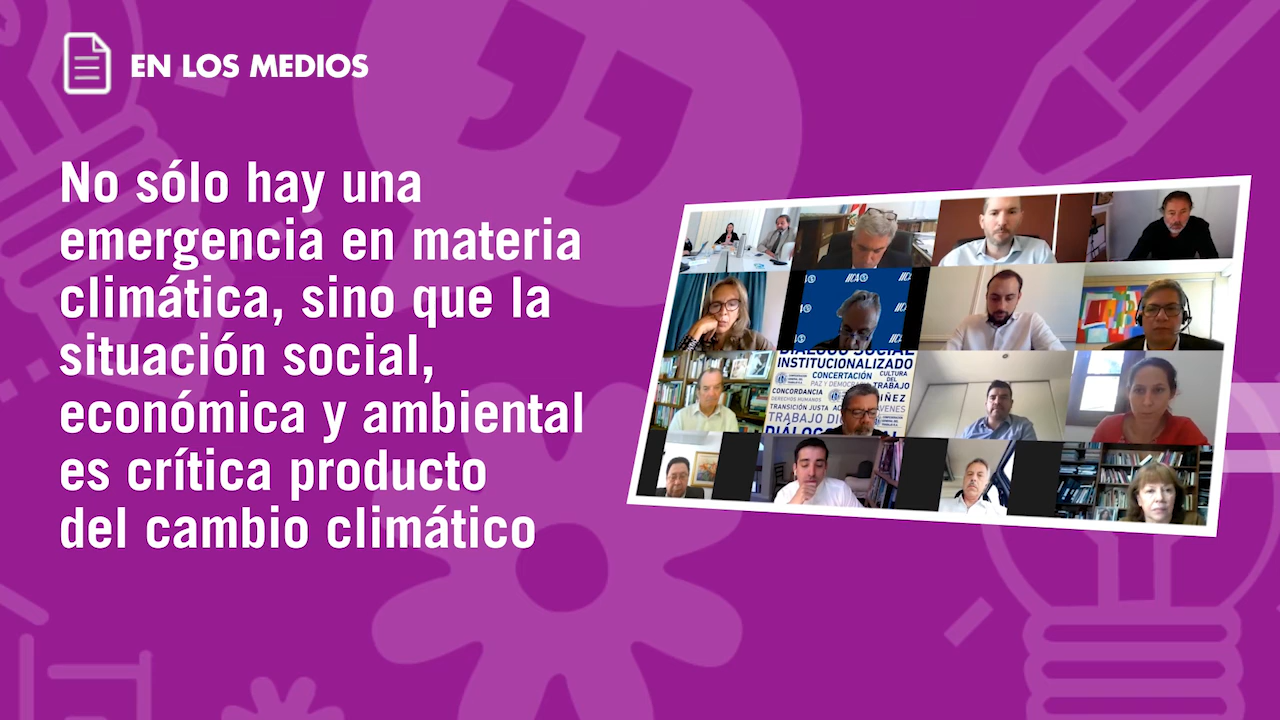 EN LOS MEDIOS
No sólo hay una
emergencia en materia
climática, sino que la
situación social,
económica y ambiental
es crítica producto
del cambio climático
DIÁLOGO SOCIAL
INSTITUCIONALIZADO
CONCERTACIÓN
PAZ Y DEMOCRACIA
CULTURA
DEL
TRABAJO
CONCORDANCIA
DERECHOS HUMANOS
TRANSICIÓN JUSTA
TRABAJO